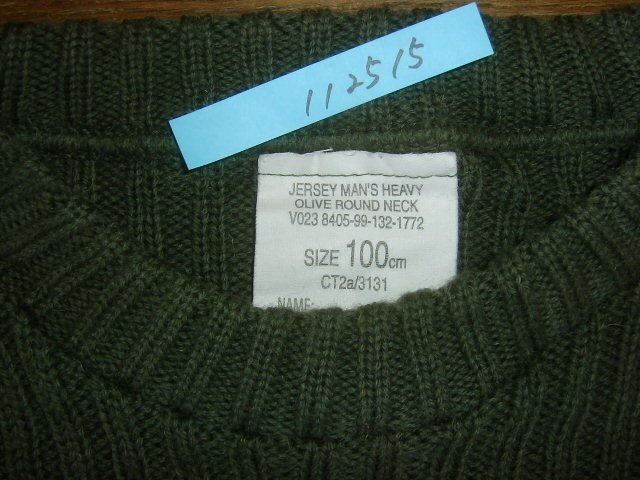 112515
JERSEY MAN'S HEAVY
OLIVE ROUND NECK
V023 8405-99-132-1772
SIZE 100cm
CT2a/3131
NAME: